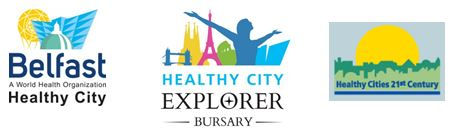 Belfast
A World Health Organization
Healthy City
HEALTHY CITY
EXPLORER
BURSARY
Healthy Cities 21st Century